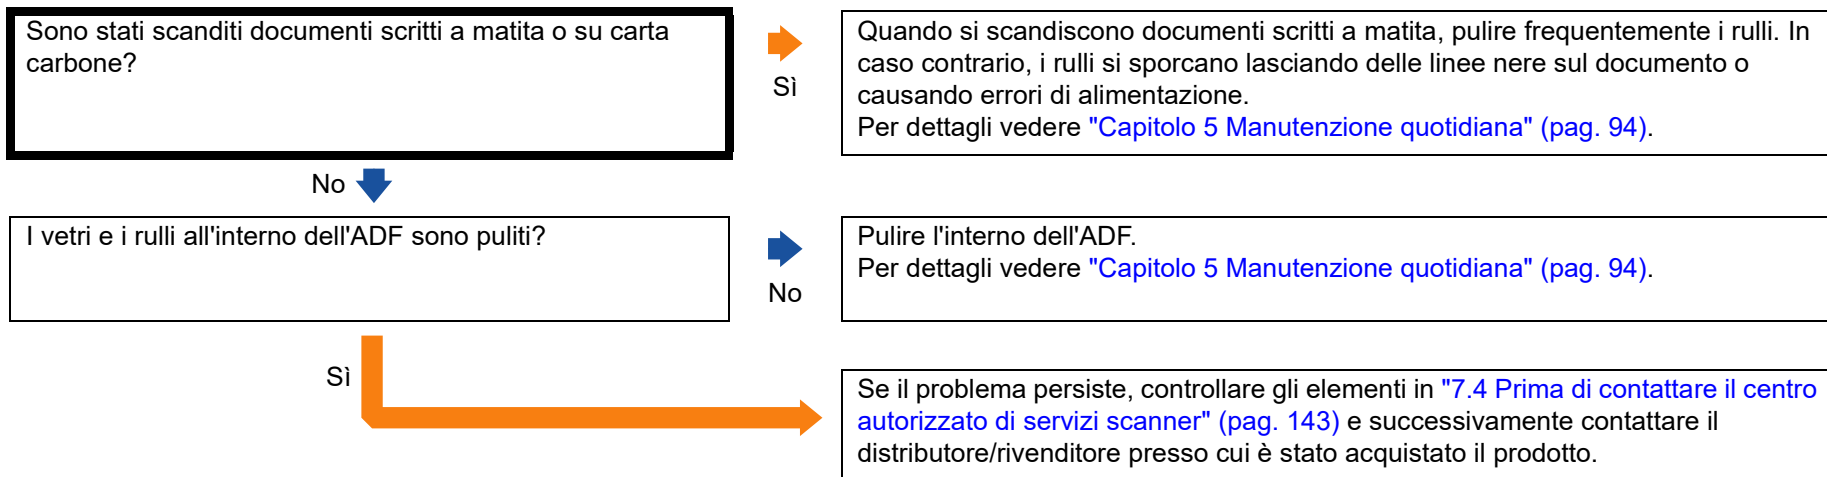 Sono stati scanditi documenti scritti a matita o su carta
carbone?
Sì
Quando si scandiscono documenti scritti a matita, pulire frequentemente i rulli. In
caso contrario, i rulli si sporcano lasciando delle linee nere sul documento o
causando errori di alimentazione.
Per dettagli vedere "Capitolo 5 Manutenzione quotidiana" (pag. 94).
No
I vetri e i rulli all'interno dell'ADF sono puliti?
No
Pulire l'interno dell'ADF.
Per dettagli vedere "Capitolo 5 Manutenzione quotidiana" (pag. 94).
Sì
Se il problema persiste, controllare gli elementi in "7.4 Prima di contattare il centro
autorizzato di servizi scanner" (pag. 143) e successivamente contattare il
distributore/rivenditore presso cui è stato acquistato il prodotto.